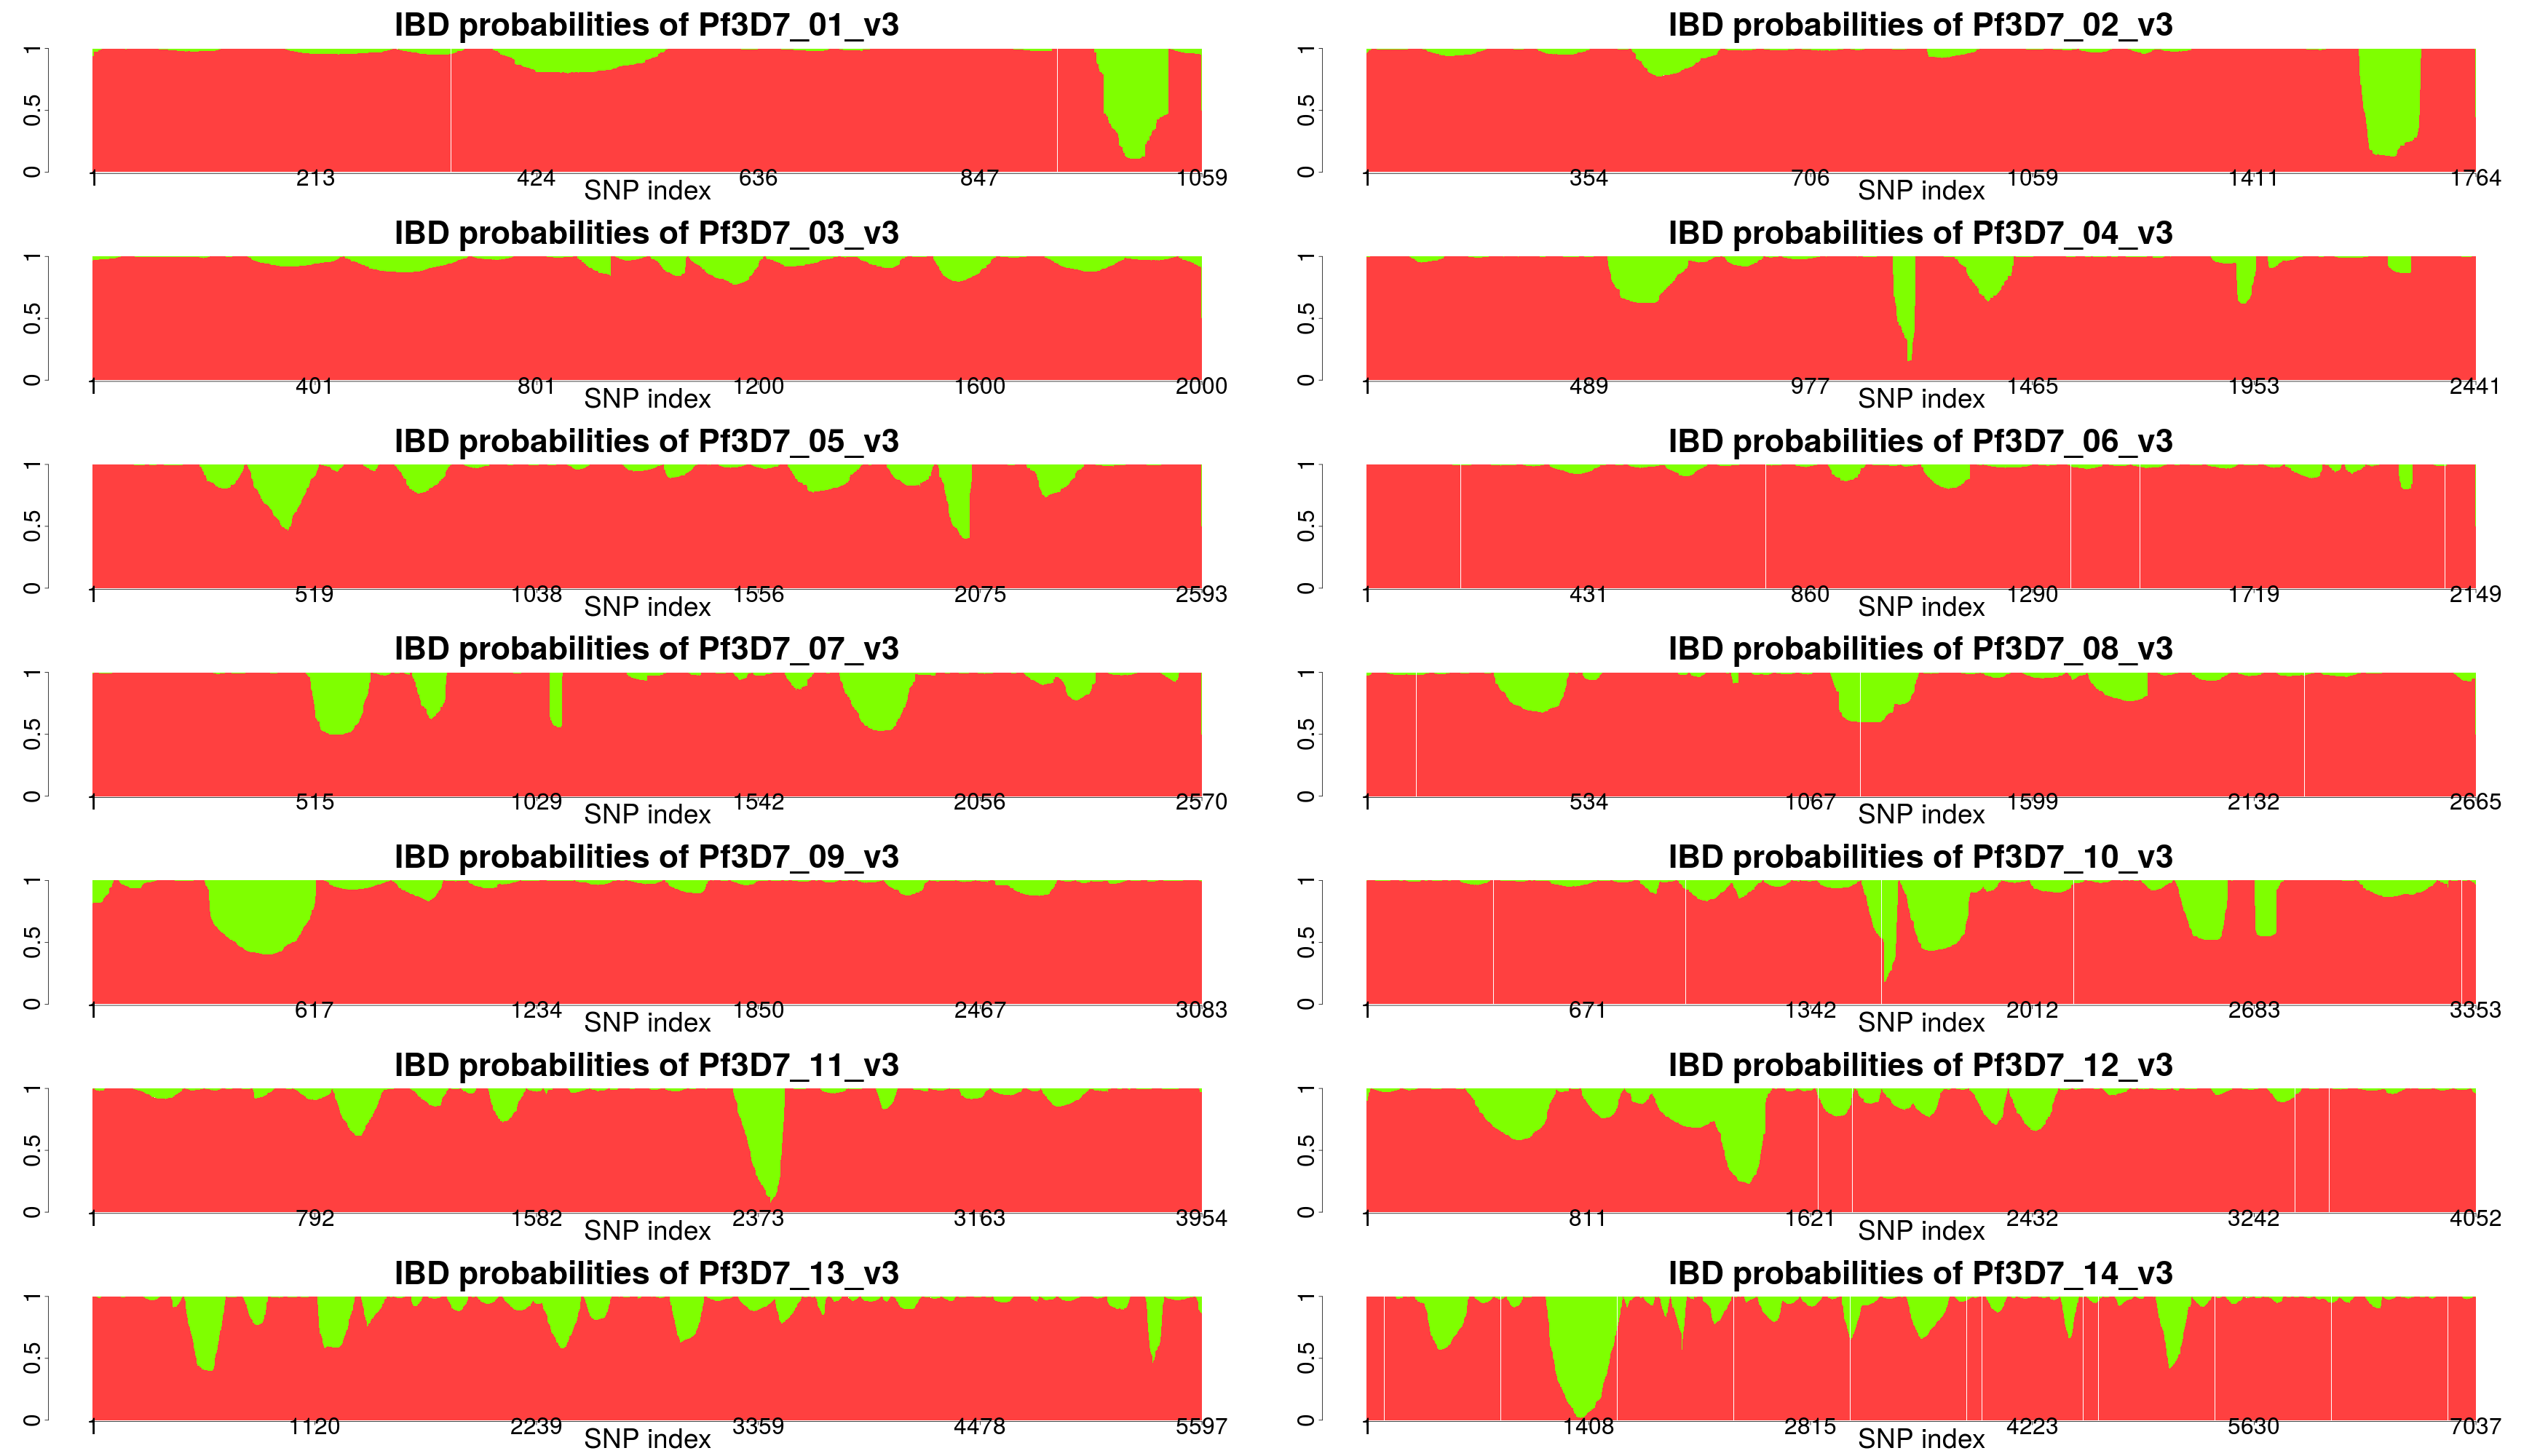 IBD probabilities of Pf3D7_01_v3
0 0.5 1
1 213 424 636 847 1059
SNP index
IBD probabilities of Pf3D7_02_v3
0 0.5 1
1 354 706 1059 1411 1764
SNP index
IBD probabilities of Pf3D7_03_v3
0 0.5 1
1 401 801 1200 1600 2000
SNP index
IBD probabilities of Pf3D7_04_v3
0 0.5 1
1 489 977 1465 1953 2441
SNP index
IBD probabilities of Pf3D7_05_v3
0 0.5 1
1 519 1038 1556 2075 2593
SNP index
IBD probabilities of Pf3D7_06_v3
0 0.5 1
1 431 860 1290 1719 2149
SNP index
IBD probabilities of Pf3D7_07_v3
0 0.5 1
1 515 1029 1542 2056 2570
SNP index
IBD probabilities of Pf3D7_08_v3
0 0.5 1
1 534 1067 1599 2132 2665
SNP index
IBD probabilities of Pf3D7_09_v3
0 0.5 1
1 617 1234 1850 2467 3083
SNP index
IBD probabilities of Pf3D7_10_v3
0 0.5 1
1 671 1342 2012 2683 3353
SNP index
IBD probabilities of Pf3D7_11_v3
0 0.5 1
1 792 1582 2373 3163 3954
SNP index
IBD probabilities of Pf3D7_12_v3
0 0.5 1
1 811 1621 2432 3242 4052
SNP index
IBD probabilities of Pf3D7_13_v3
0 0.5 1
1 1120 2239 3359 4478 5597
SNP index
IBD probabilities of Pf3D7_14_v3
0 0.5 1
1 1408 2815 4223 5630 7037
SNP index